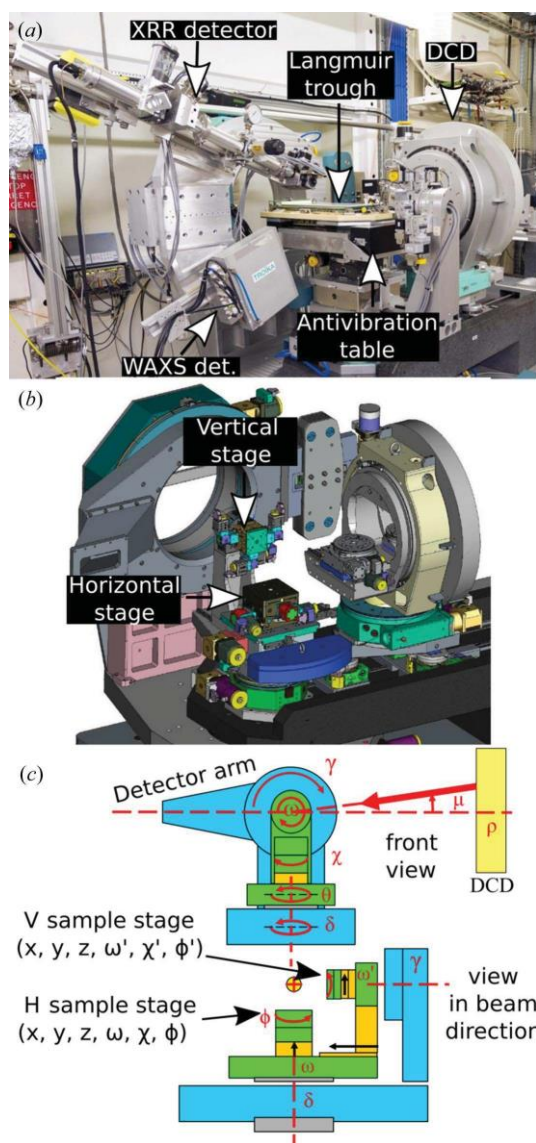 (a)
XRR detector
Langmuir
trough
DCD
TROIKA
WAXS det.
Antivibration
table
(b)
Vertical
stage
Horizontal
stage
(c)
Detector arm
γ
ω
μ
ρ
front
view
DCD
χ
θ
δ
V sample stage
(x, y, z, ω', χ', ϕ')
ω'
γ
view
in beam
direction
H sample stage
(x, y, z, ω, χ, ϕ)
ϕ
ω
δ